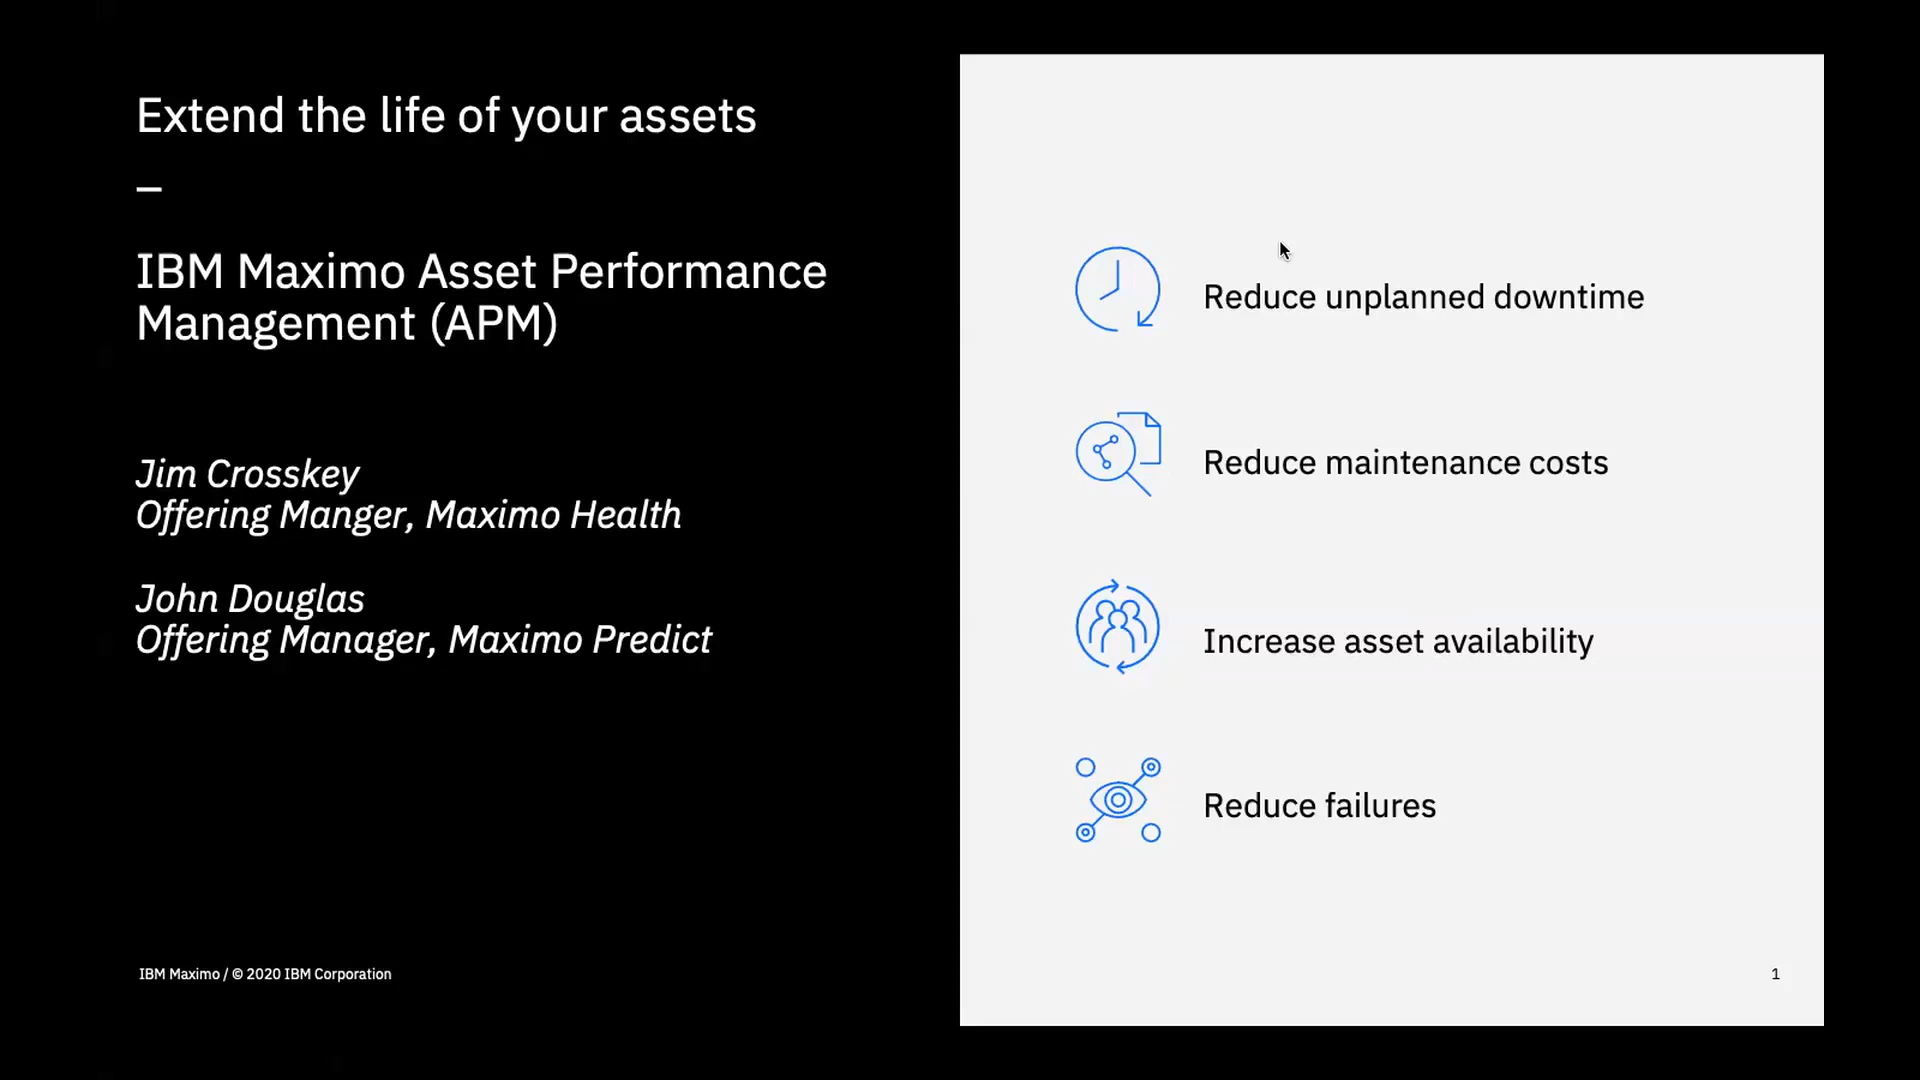 Extend the life of your assets
–
IBM Maximo Asset Performance
Management (APM)
Jim Crosskey
Offering Manger, Maximo Health
John Douglas
Offering Manager, Maximo Predict
IBM Maximo / © 2020 IBM Corporation
Reduce unplanned downtime
Reduce maintenance costs
Increase asset availability
Reduce failures
1